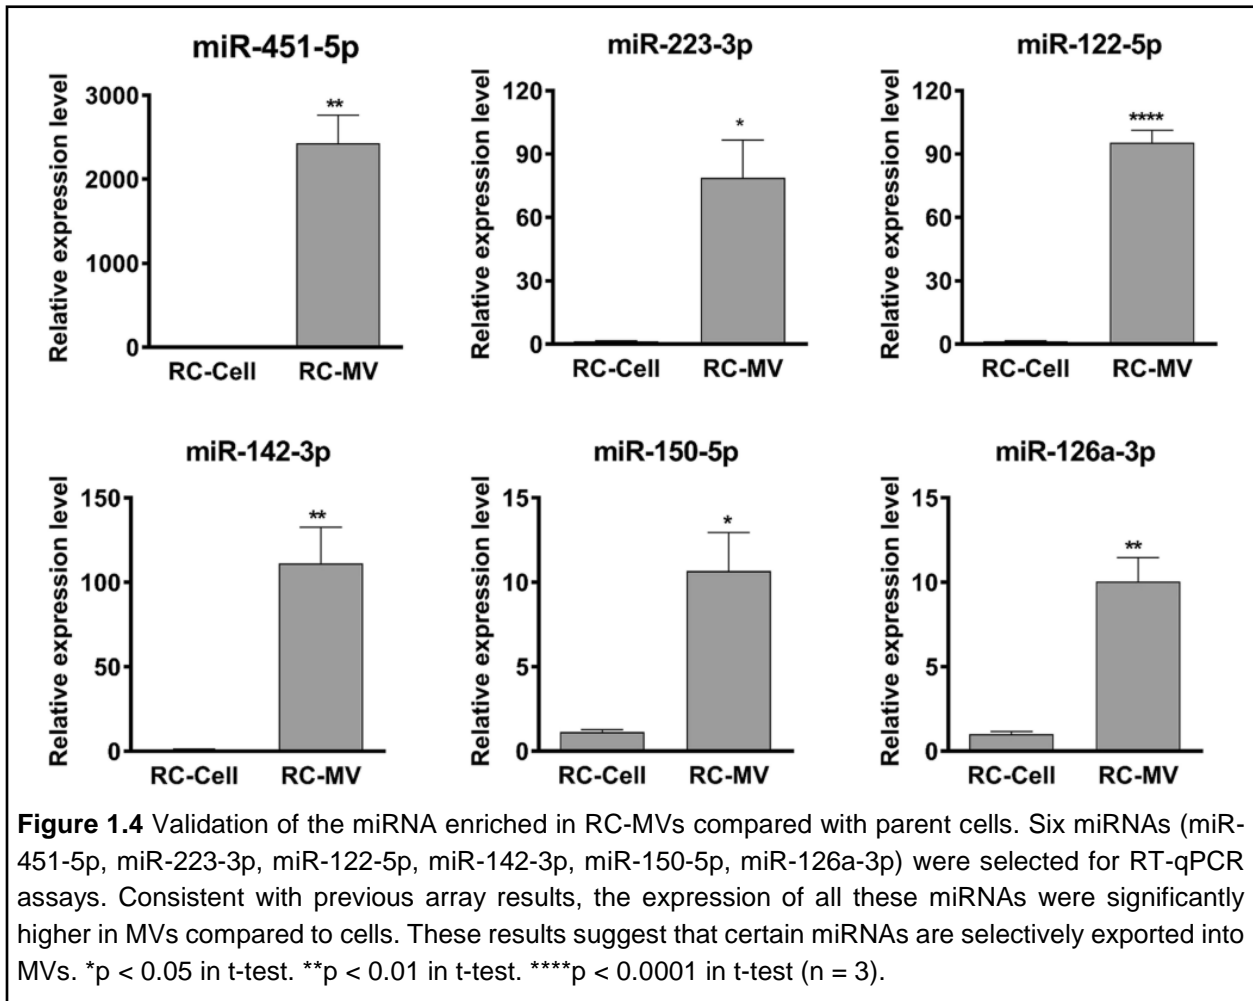 miR-451-5p
Relative expression level
3000
2000
1000
0
**
RC-Cell RC-MV
miR-223-3p
Relative expression level
120
90
60
30
0
*
RC-Cell RC-MV
miR-122-5p
Relative expression level
120
90
60
30
0
****
RC-Cell RC-MV
miR-142-3p
Relative expression level
150
100
50
0
**
RC-Cell RC-MV
miR-150-5p
Relative expression level
15
10
5
0
*
RC-Cell RC-MV
miR-126a-3p
Relative expression level
15
10
5
0
**
RC-Cell RC-MV
Figure 1.4 Validation of the miRNA enriched in RC-MVs compared with parent cells. Six miRNAs (miR-
451-5p, miR-223-3p, miR-122-5p, miR-142-3p, miR-150-5p, miR-126a-3p) were selected for RT-qPCR
assays. Consistent with previous array results, the expression of all these miRNAs were significantly
higher in MVs compared to cells. These results suggest that certain miRNAs are selectively exported into
MVs. *p < 0.05 in t-test. **p < 0.01 in t-test. ****p < 0.0001 in t-test (n = 3).